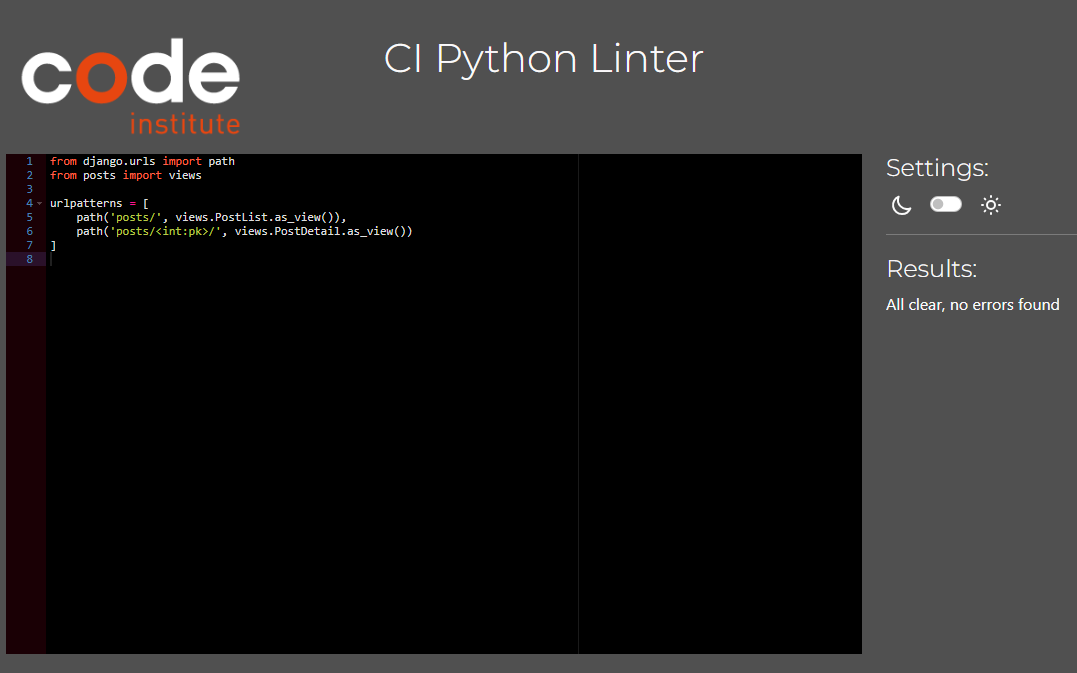 code
institute
CI Python Linter
1 from django.urls import path
2 from posts import views
3
4 urlpatterns = [
5     path('posts/', views.PostList.as_view()),
6     path('posts/<int:pk>/', views.PostDetail.as_view())
7 ]
8
Settings:
Results:
All clear, no errors found